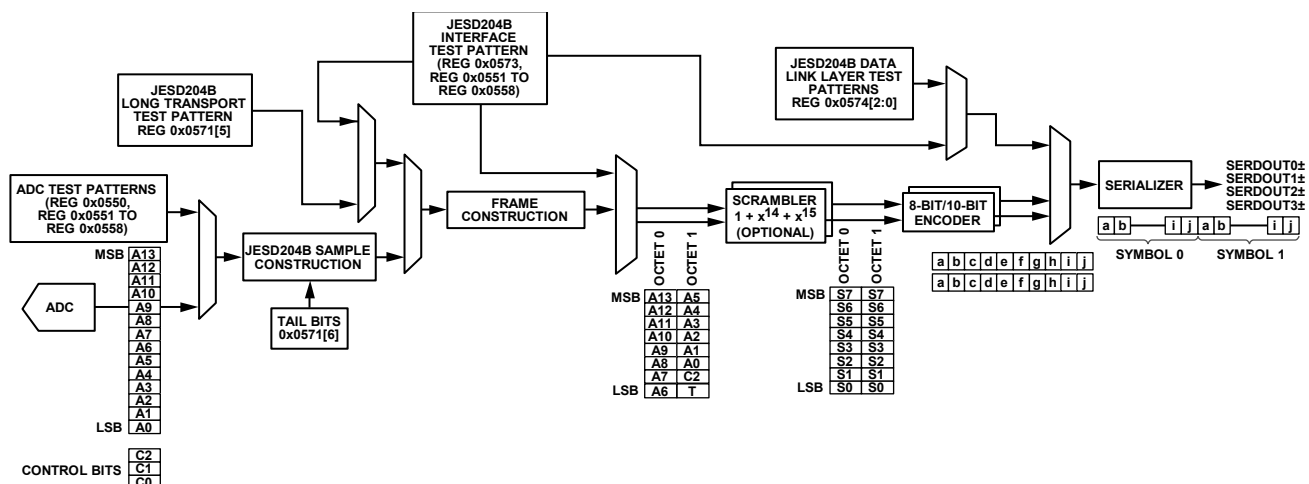 JESD204B
INTERFACE
TEST PATTERN
(REG 0x0573,
REG 0x0551 TO
REG 0x0558)
JESD204B
LONG TRANSPORT
TEST PATTERN
REG 0x0571[5]
JESD204B DATA
LINK LAYER TEST
PATTERNS
REG 0x0574[2:0]
ADC TEST PATTERNS
(REG 0x0550,
REG 0x0551 TO
REG 0x0558)
ADC
MSB A13
A12
A11
A10
A9
A8
A7
A6
A5
A4
A3
A2
A1
LSB A0
CONTROL BITS
C2
C1
C0
JESD204B SAMPLE
CONSTRUCTION
TAIL BITS
0x0571[6]
FRAME
CONSTRUCTION
OCTET 0
OCTET 1
MSB A13 A5
A12 A4
A11 A3
A10 A2
A9 A1
A8 A0
A7 C2
LSB A6 T
SCRAMBLER
1 + x14 + x15
(OPTIONAL)
OCTET 0
OCTET 1
MSB S7 S7
S6 S6
S5 S5
S4 S4
S3 S3
S2 S2
S1 S1
LSB S0 S0
8-BIT/10-BIT
ENCODER
a b c d e f g h i j
a b c d e f g h i j
SERIALIZER
SERDOUT0±
SERDOUT1±
SERDOUT2±
SERDOUT3±
a b i j a b i j
SYMBOL 0 SYMBOL 1